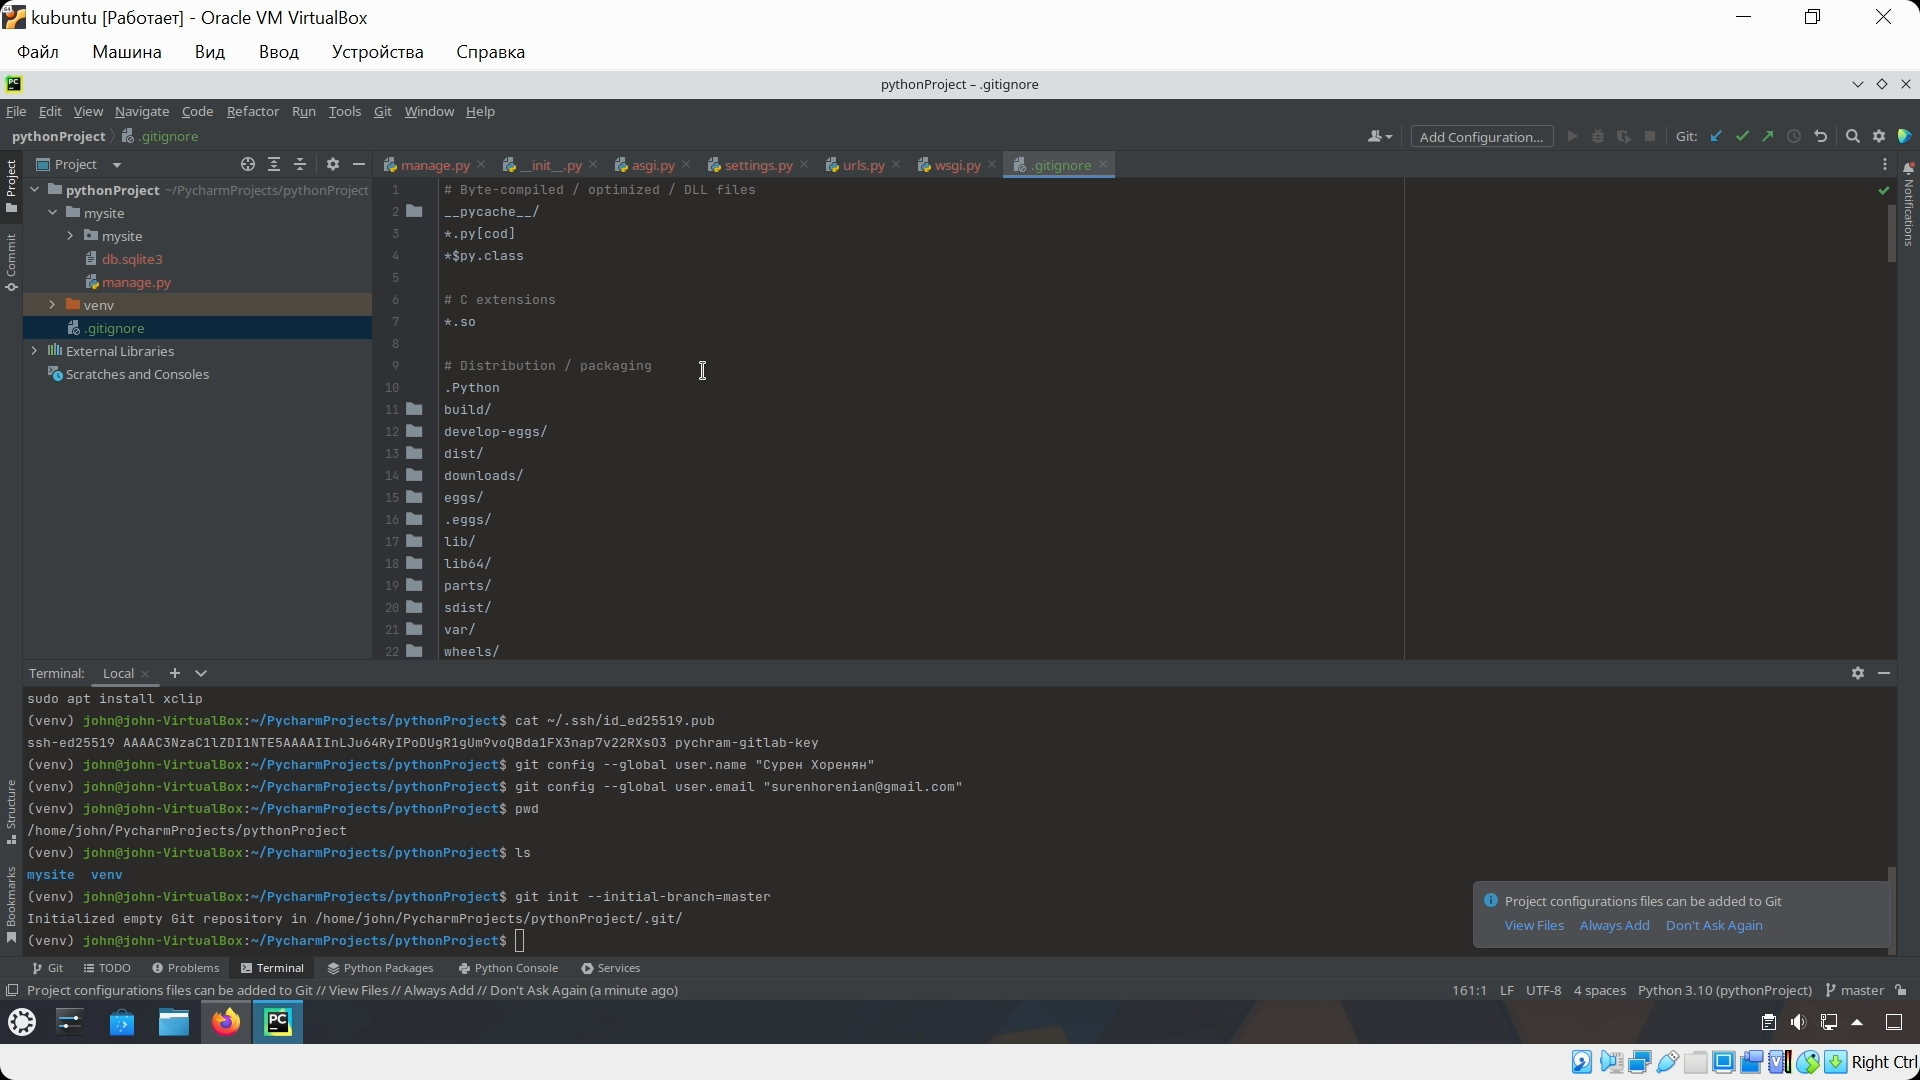 kubuntu [Работает] - Oracle VM VirtualBox
Файл Машина Вид Ввод Устройства Справка
pythonProject – .gitignore
File Edit View Navigate Code Refactor Run Tools Git Window Help
pythonProject .gitignore
Add Configuration...
Git:
Project
manage.py __init__.py asgi.py settings.py urls.py wsgi.py .gitignore
Project
Commit
Structure
Bookmarks
Notifications
pythonProject ~/PycharmProjects/pythonProject
mysite
mysite
db.sqlite3
manage.py
venv
.gitignore
External Libraries
Scratches and Consoles
1 # Byte-compiled / optimized / DLL files
2 __pycache__/
3 *.py[cod]
4 *$py.class
5
6 # C extensions
7 *.so
8
9 # Distribution / packaging
10 .Python
11 build/
12 develop-eggs/
13 dist/
14 downloads/
15 eggs/
16 .eggs/
17 lib/
18 lib64/
19 parts/
20 sdist/
21 var/
22 wheels/
Terminal: Local
sudo apt install xclip
(venv) john@john-VirtualBox:~/PycharmProjects/pythonProject$ cat ~/.ssh/id_ed25519.pub
ssh-ed25519 AAAAC3NzaC1lZDI1NTE5AAAAIInLJu64RyIPoDUgR1gUm9voQBda1FX3nap7v22RXsO3 pychram-gitlab-key
(venv) john@john-VirtualBox:~/PycharmProjects/pythonProject$ git config --global user.name "Сурен Хоренян"
(venv) john@john-VirtualBox:~/PycharmProjects/pythonProject$ git config --global user.email "surenhorenian@gmail.com"
(venv) john@john-VirtualBox:~/PycharmProjects/pythonProject$ pwd
/home/john/PycharmProjects/pythonProject
(venv) john@john-VirtualBox:~/PycharmProjects/pythonProject$ ls
mysite venv
(venv) john@john-VirtualBox:~/PycharmProjects/pythonProject$ git init --initial-branch=master
Initialized empty Git repository in /home/john/PycharmProjects/pythonProject/.git/
(venv) john@john-VirtualBox:~/PycharmProjects/pythonProject$
Project configurations files can be added to Git
View Files Always Add Don't Ask Again
Git TODO Problems Terminal Python Packages Python Console Services
Project configurations files can be added to Git // View Files // Always Add // Don't Ask Again (a minute ago)
161:1 LF UTF-8 4 spaces Python 3.10 (pythonProject) master
Right Ctrl